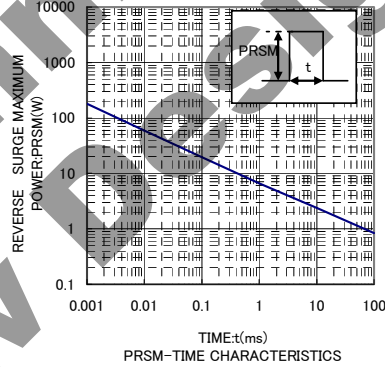 10000
1000
100
10
1
0.1
REVERSE SURGE MAXIMUM
POWER:PRSM(W)
PRSM
t
0.001 0.01 0.1 1 10 100
TIME:t(ms)
PRSM-TIME CHARACTERISTICS